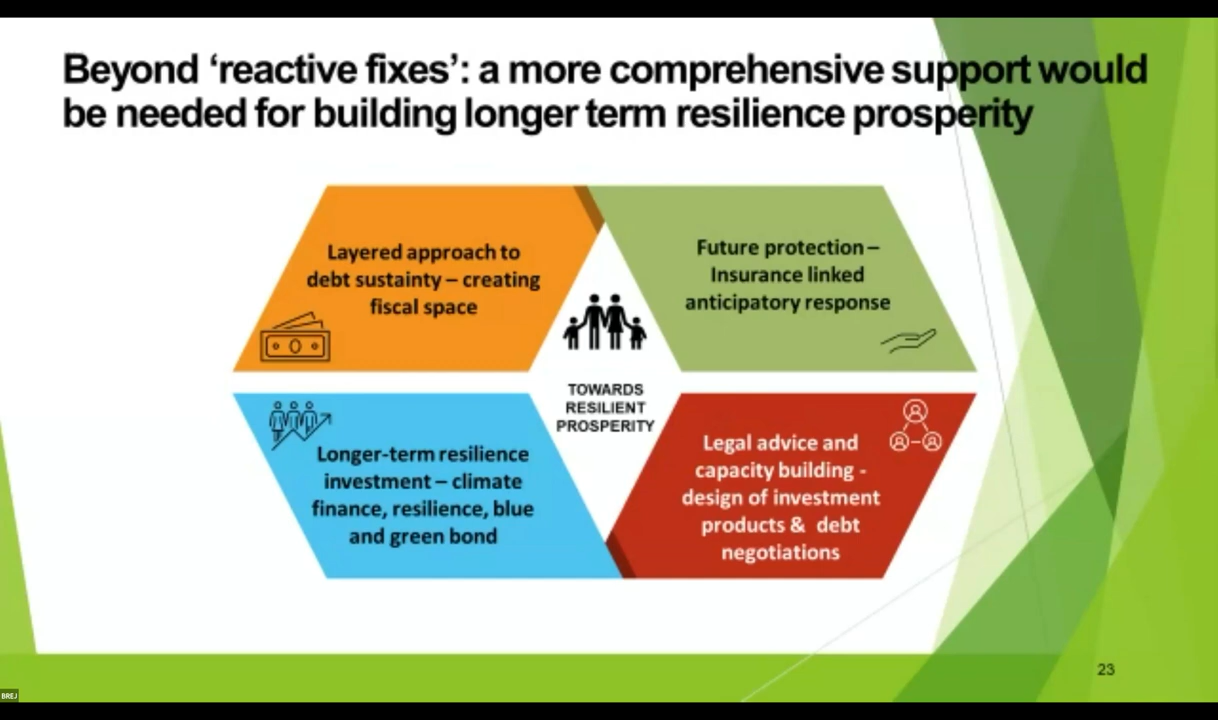 Beyond ‘reactive fixes’: a more comprehensive support would
be needed for building longer term resilience prosperity
Layered approach to
debt sustainty – creating
fiscal space
Future protection –
Insurance linked
anticipatory response
TOWARDS
RESILIENT
PROSPERITY
Longer-term resilience
investment – climate
finance, resilience, blue
and green bond
Legal advice and
capacity building -
design of investment
products & debt
negotiations
23
BREJ